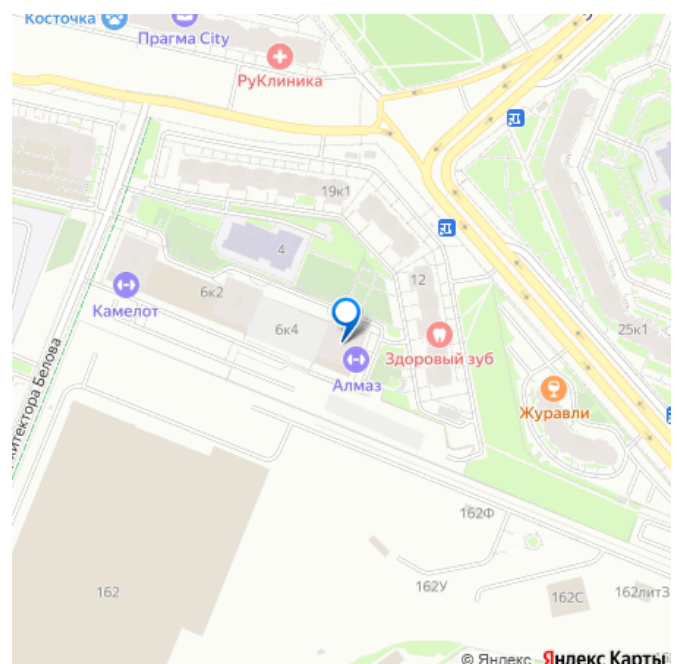 Косточка
Прагма City
РуКлиника
19к1
4
12
6к2
Камелот
6к4
Здоровый зуб
25к1
Алмаз
Журавли
162Ф
162
162У
162С
162лит3
© Яндекс Яндекс Карты